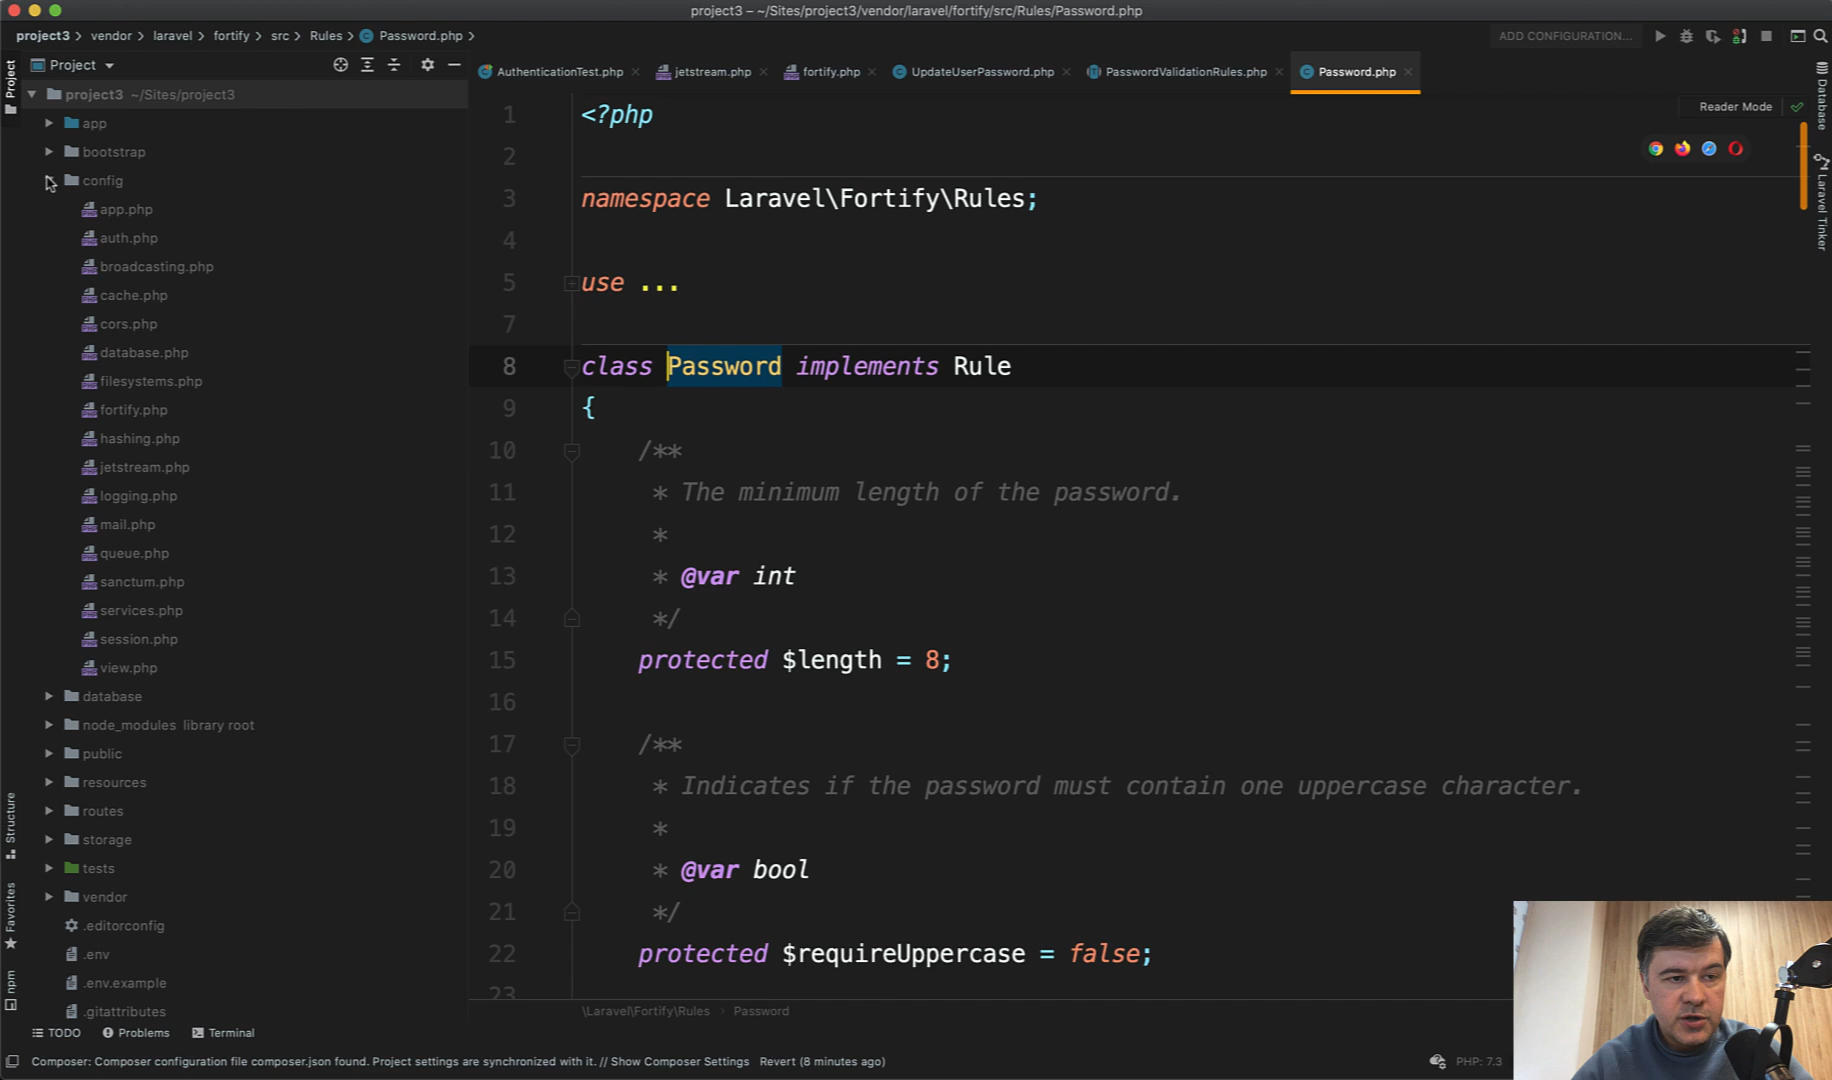 project3 – ~/Sites/project3/vendor/laravel/fortify/src/Rules/Password.php
project3 > vendor > laravel > fortify > src > Rules > Password.php >
ADD CONFIGURATION...
Project
Project
AuthenticationTest.php
jetstream.php
fortify.php
UpdateUserPassword.php
PasswordValidationRules.php
Password.php
project3 ~/Sites/project3
app
bootstrap
config
app.php
auth.php
broadcasting.php
cache.php
cors.php
database.php
filesystems.php
fortify.php
hashing.php
jetstream.php
logging.php
mail.php
queue.php
sanctum.php
services.php
session.php
view.php
database
node_modules library root
public
resources
routes
storage
tests
vendor
.editorconfig
.env
.env.example
.gitattributes
Structure
Favorites
npm
Reader Mode
Database
Laravel Tinker
1 <?php
2
3 namespace Laravel\Fortify\Rules;
4
5 use ...
7
8 class Password implements Rule
9 {
10 /**
11 * The minimum length of the password.
12 *
13 * @var int
14 */
15 protected $length = 8;
16
17 /**
18 * Indicates if the password must contain one uppercase character.
19 *
20 * @var bool
21 */
22 protected $requireUppercase = false;
23
\Laravel\Fortify\Rules > Password
TODO
Problems
Terminal
Composer: Composer configuration file composer.json found. Project settings are synchronized with it. // Show Composer Settings Revert (8 minutes ago)
PHP: 7.3